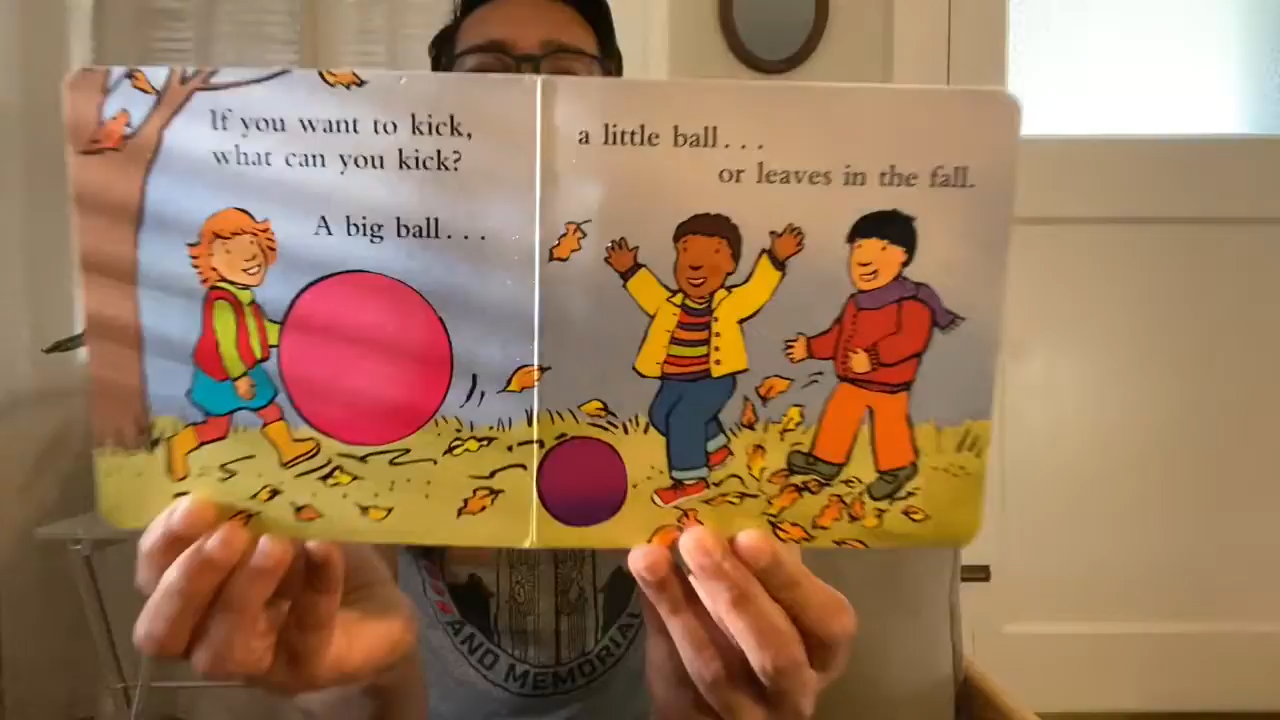 If you want to kick,
what can you kick?
A big ball...
a little ball...
or leaves in the fall.
AND MEMORIAL